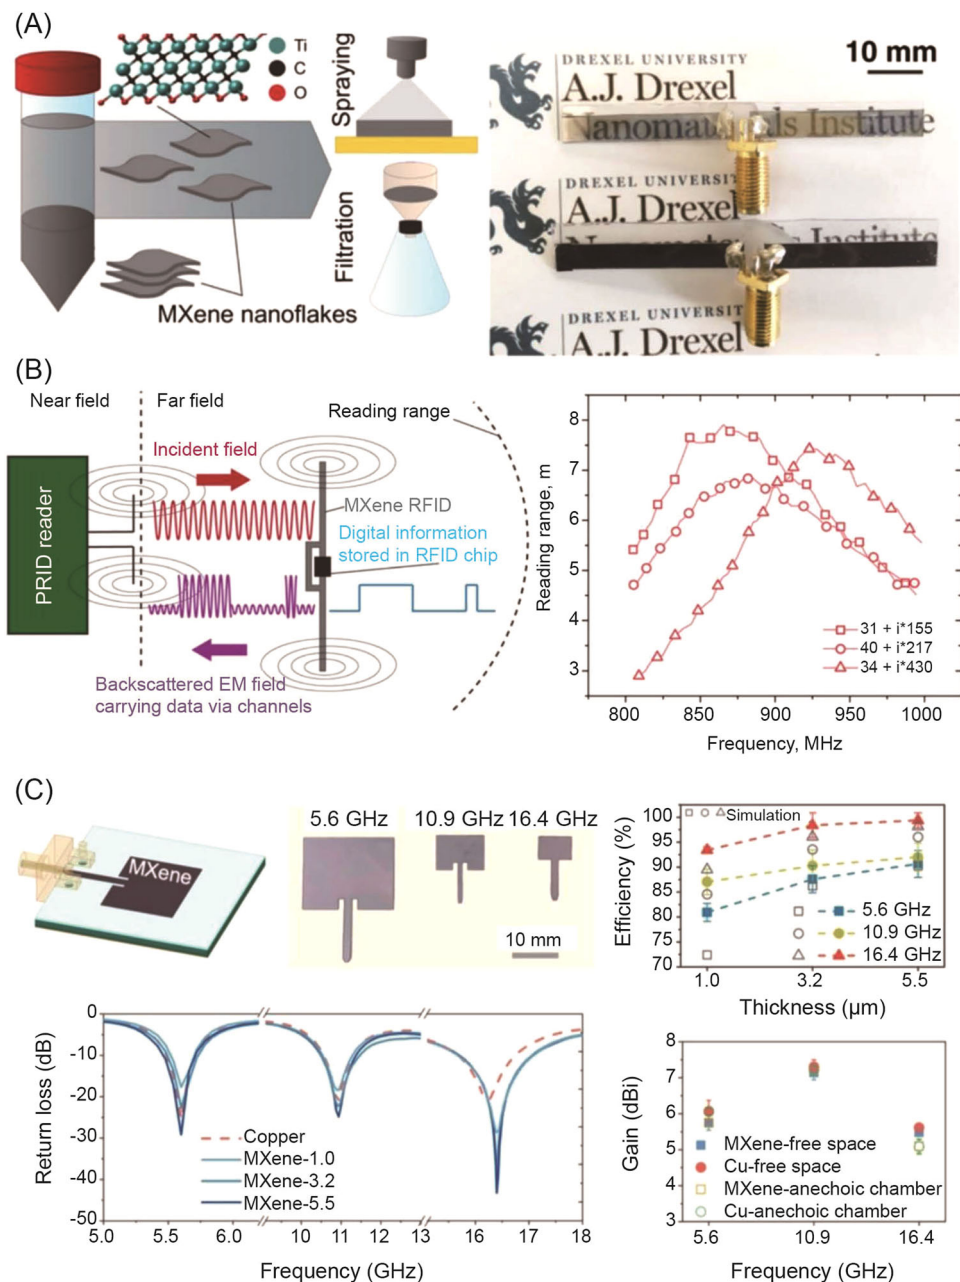 (A)
Ti
C
O
MXene nanoflakes
Spraying
Filtration
10 mm
DREXEL UNIVERSITY
A.J. Drexel
Nanomaterials Institute
DREXEL UNIVERSITY
A.J. Drexel
Institute
DREXEL UNIVERSITY
A.J. Drexel
(B)
Near field
Far field
Reading range
Incident field
PRID reader
MXene RFID
Digital information
stored in RFID chip
Backscattered EM field
carrying data via channels
Reading range, m
8
7
6
5
4
3
31 + i*155
40 + i*217
34 + i*430
800
850
900
950
1000
Frequency, MHz
(C)
MXene
5.6 GHz
10.9 GHz
16.4 GHz
10 mm
Efficiency (%)
100
95
90
85
80
75
70
Simulation
5.6 GHz
10.9 GHz
16.4 GHz
1.0
3.2
5.5
Thickness (µm)
Return loss (dB)
0
-10
-20
-30
-40
-50
Copper
MXene-1.0
MXene-3.2
MXene-5.5
5.0
5.5
6.0
10
11
12
13
16
17
18
Frequency (GHz)
Gain (dBi)
8
7
6
5
4
3
MXene-free space
Cu-free space
MXene-anechoic chamber
Cu-anechoic chamber
5.6
10.9
16.4
Frequency (GHz)